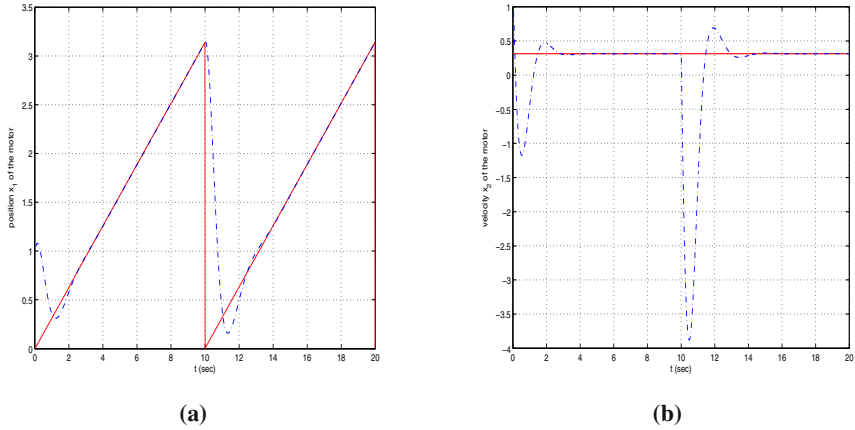 3.5
3
2.5
2
1.5
1
0.5
0
position x1 of the motor
0 2 4 6 8 10 12 14 16 18 20
t (sec)
(a)
1
0.5
0
−0.5
−1
−1.5
−2
−2.5
−3
−3.5
−4
velocity x2 of the motor
0 2 4 6 8 10 12 14 16 18 20
t (sec)
(b)